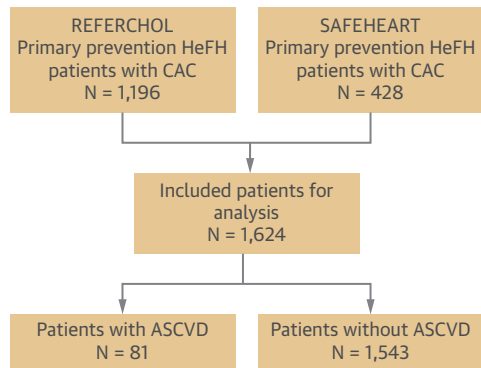 REFERCHOL
Primary prevention HeFH
patients with CAC
N = 1,196
SAFEHEART
Primary prevention HeFH
patients with CAC
N = 428
Included patients for
analysis
N = 1,624
Patients with ASCVD
N = 81
Patients without ASCVD
N = 1,543